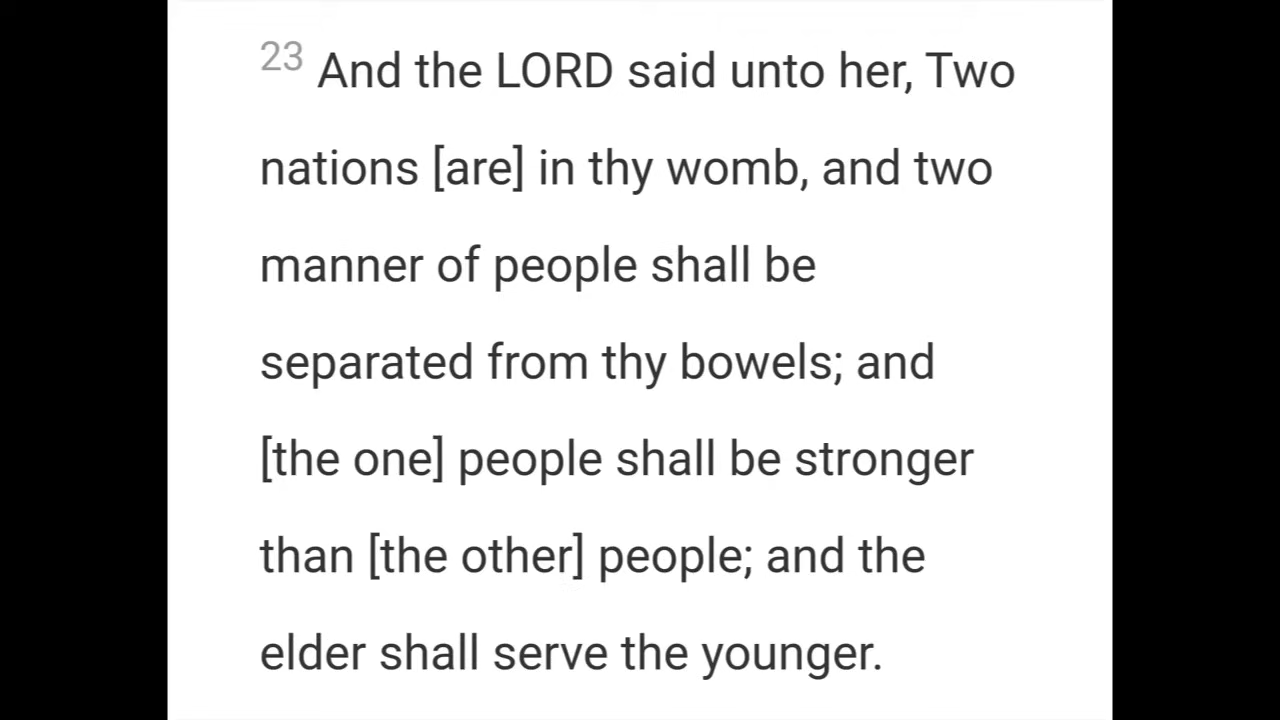 23 And the LORD said unto her, Two
nations [are] in thy womb, and two
manner of people shall be
separated from thy bowels; and
[the one] people shall be stronger
than [the other] people; and the
elder shall serve the younger.